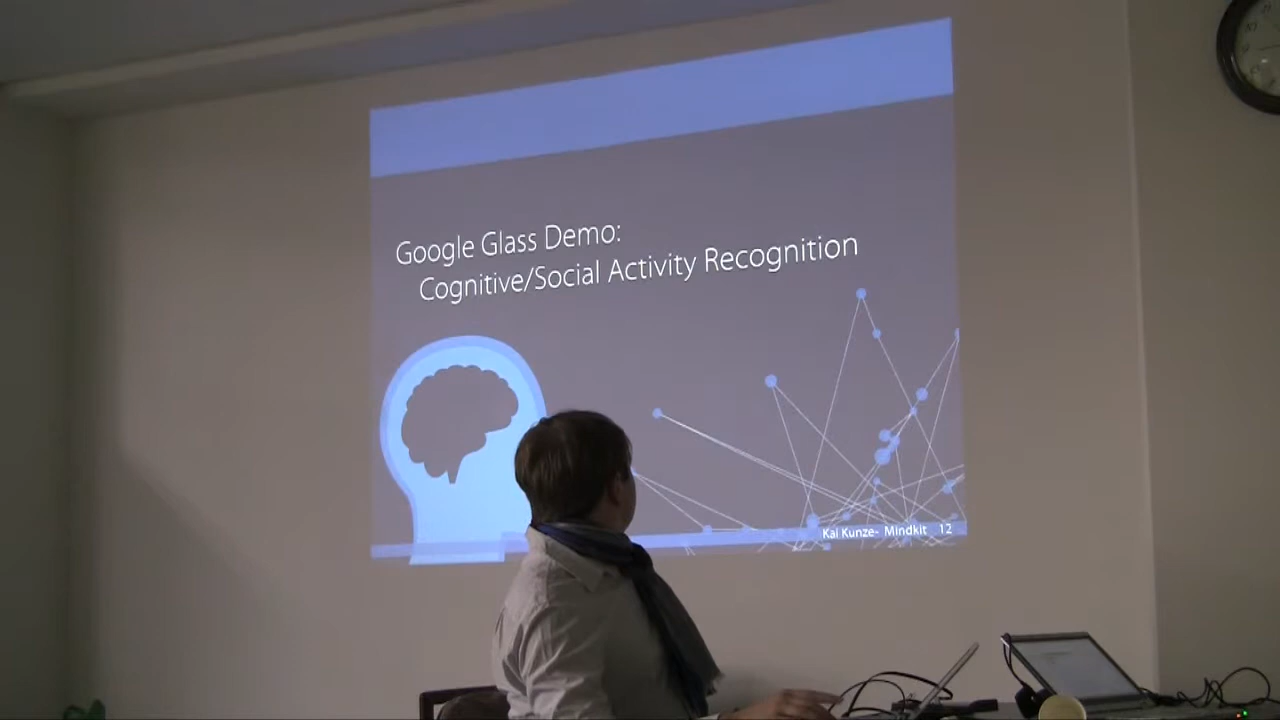 Google Glass Demo:
Cognitive/Social Activity Recognition
Kai Kunze- Mindkit 12